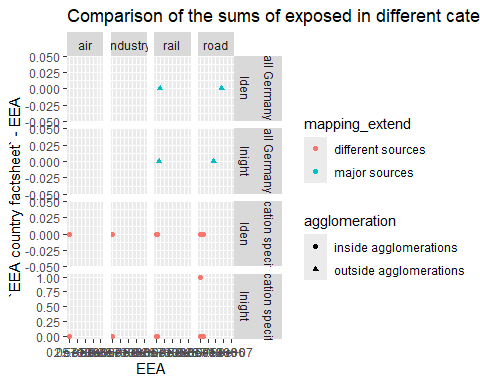 Comparison of the sums of exposed in different cate
air
industry
rail
road
0.050
0.025
0.000
-0.025
-0.050
lden
all Germany
0.050
0.025
0.000
-0.025
-0.050
lnight
all Germany
0.050
0.025
0.000
-0.025
-0.050
lden
cation specif
1.00
0.75
0.50
0.25
0.00
lnight
cation specif
`EEA country factsheet` - EEA
EEA
mapping_extend
different sources
major sources
agglomeration
inside agglomerations
outside agglomerations